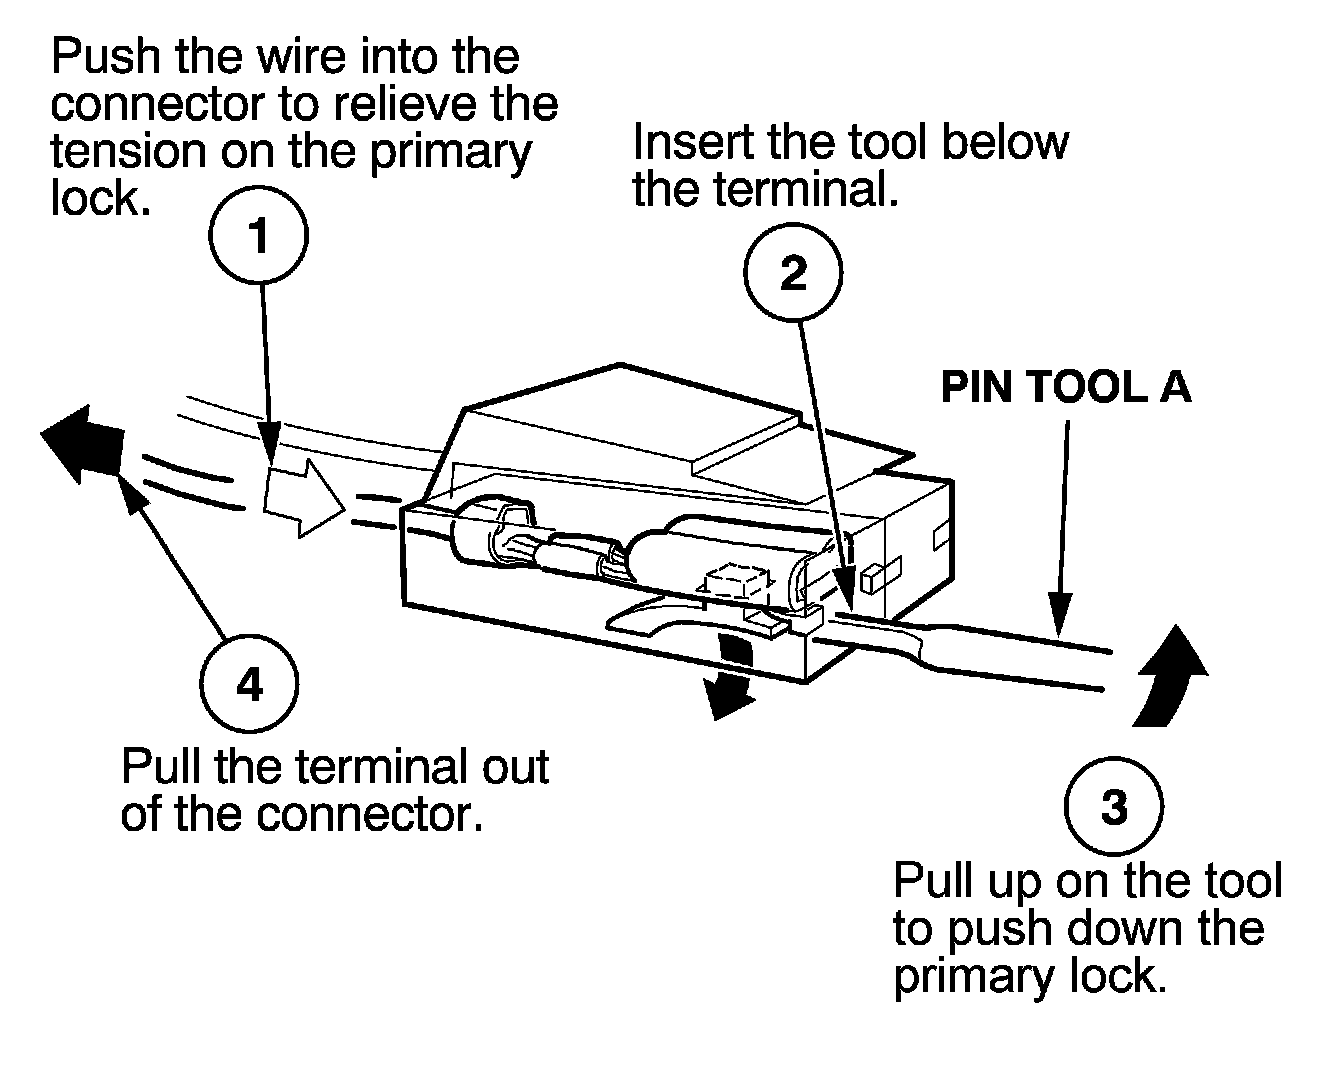 Push the wire into the
connector to relieve the
tension on the primary
lock.
1
Insert the tool below
the terminal.
2
PIN TOOL A
4
Pull the terminal out
of the connector.
3
Pull up on the tool
to push down the
primary lock.